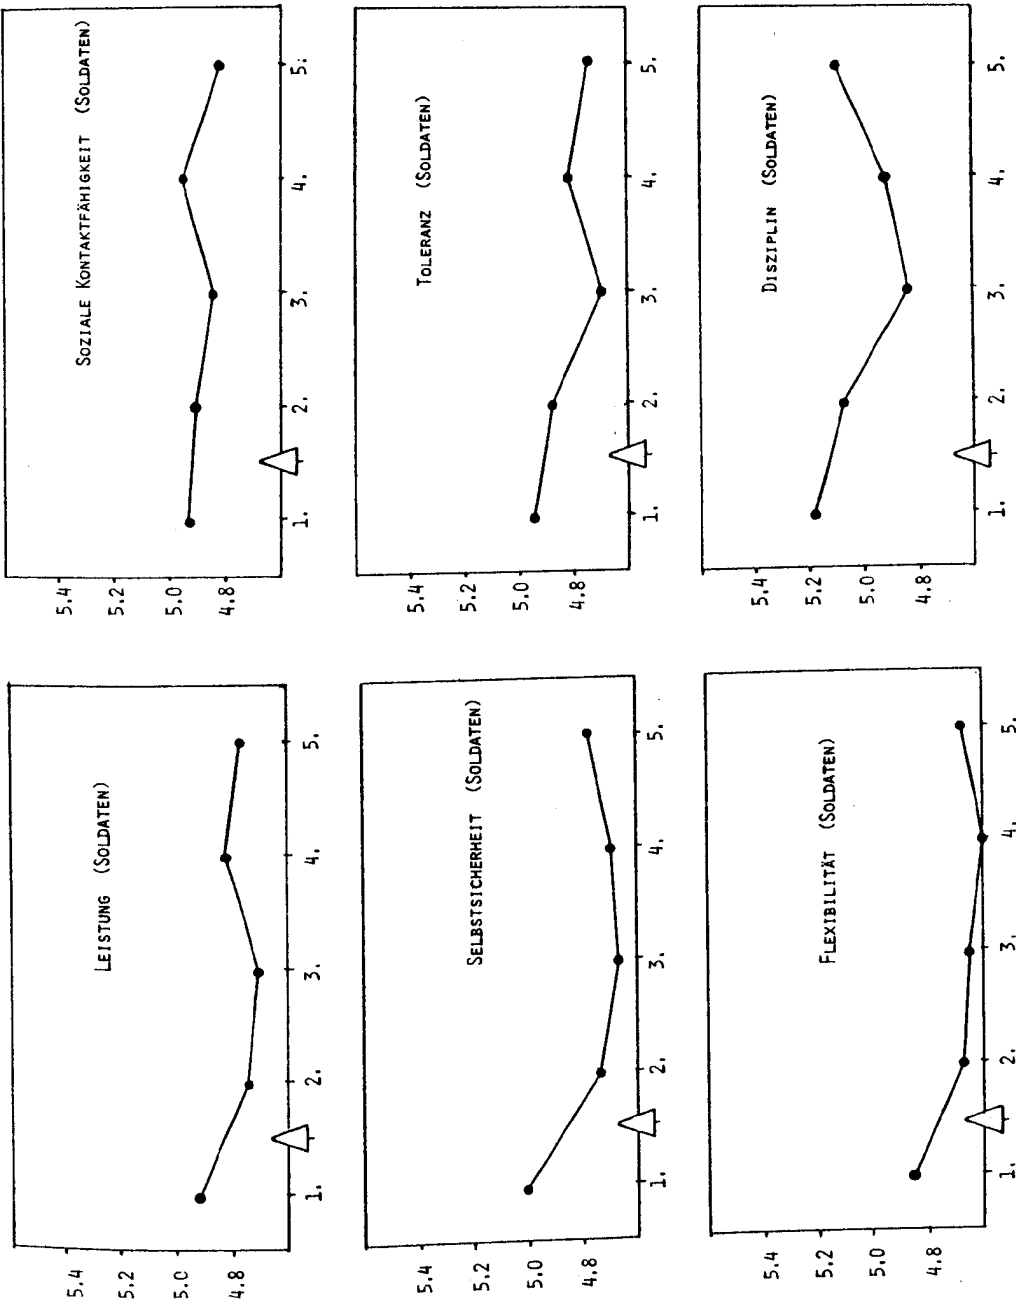 LEISTUNG (SOLDATEN)
5.4
5.2
5.0
4.8
1. 2. 3. 4. 5.
SOZIALE KONTAKTFÄHIGKEIT (SOLDATEN)
5.4
5.2
5.0
4.8
1. 2. 3. 4. 5.
SELBSTSICHERHEIT (SOLDATEN)
5.4
5.2
5.0
4.8
1. 2. 3. 4. 5.
TOLERANZ (SOLDATEN)
5.4
5.2
5.0
4.8
1. 2. 3. 4. 5.
FLEXIBILITÄT (SOLDATEN)
5.4
5.2
5.0
4.8
1. 2. 3. 4. 5.
DISZIPLIN (SOLDATEN)
5.4
5.2
5.0
4.8
1. 2. 3. 4. 5.